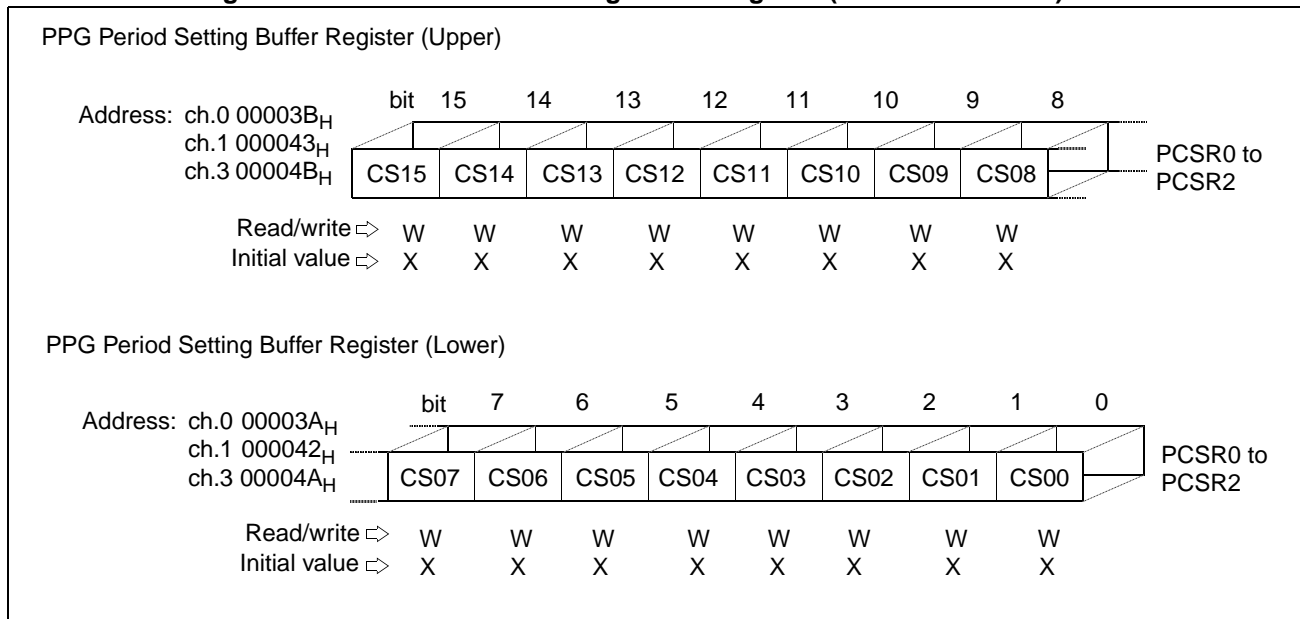 PPG Period Setting Buffer Register (Upper)
bit 15 14 13 12 11 10 9 8
Address: ch.0 00003BH
ch.1 000043H
ch.3 00004BH
CS15 CS14 CS13 CS12 CS11 CS10 CS09 CS08
PCSR0 to
PCSR2
Read/write ⇨ W W W W W W W W
Initial value ⇨ X X X X X X X X
PPG Period Setting Buffer Register (Lower)
bit 7 6 5 4 3 2 1 0
Address: ch.0 00003AH
ch.1 000042H
ch.3 00004AH
CS07 CS06 CS05 CS04 CS03 CS02 CS01 CS00
PCSR0 to
PCSR2
Read/write ⇨ W W W W W W W W
Initial value ⇨ X X X X X X X X